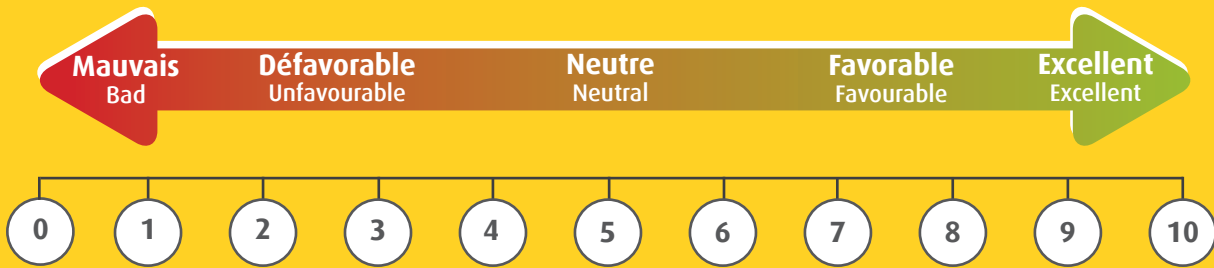 Mauvais Défavorable Neutre Favorable Excellent
Bad Unfavourable Neutral Favourable Excellent
0 1 2 3 4 5 6 7 8 9 10